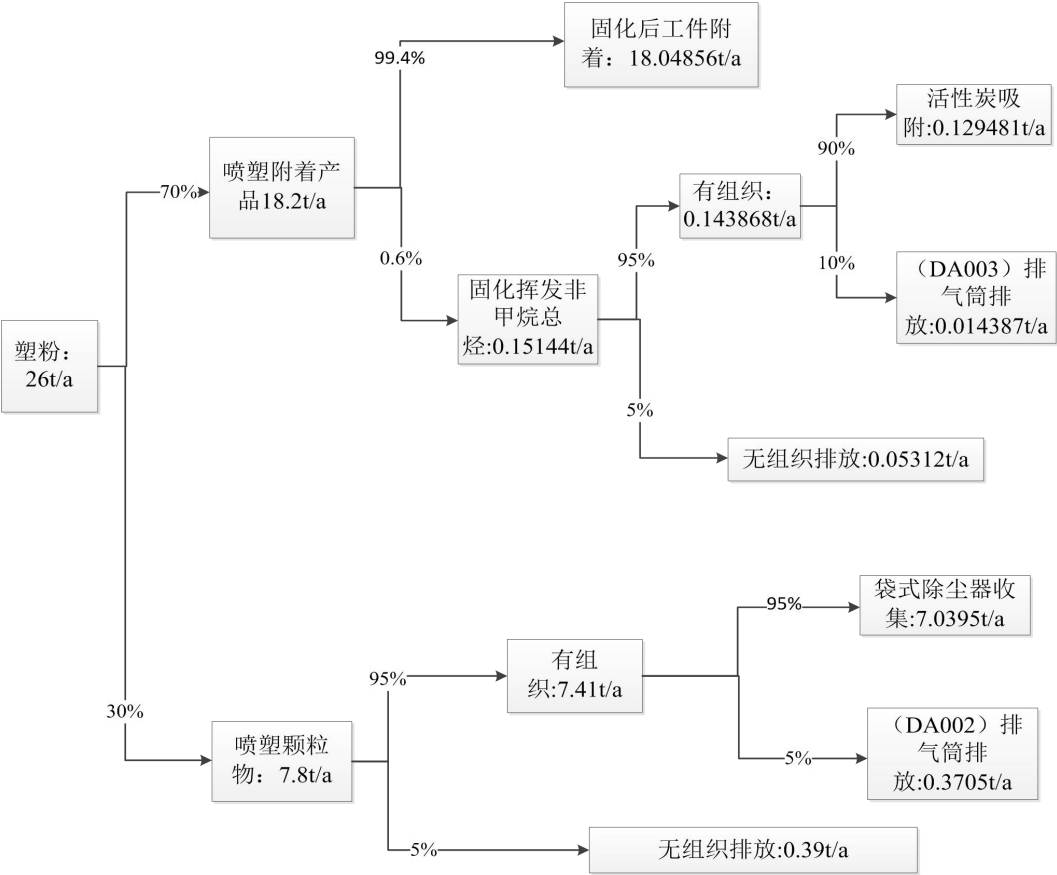 固化后工件附
着：18.04856t/a
99.4%
活性炭吸
附:0.129481t/a
90%
喷塑附着产
品18.2t/a
70%
有组织：
0.143868t/a
0.6%
95%
10%
（DA003）排
气筒排
放:0.014387t/a
固化挥发非
甲烷总
烃:0.15144t/a
塑粉：
26t/a
5%
无组织排放:0.05312t/a
袋式除尘器收
集:7.0395t/a
95%
有组
织:7.41t/a
95%
30%
（DA002）排
气筒排
放:0.3705t/a
5%
喷塑颗粒
物：7.8t/a
5%
无组织排放:0.39t/a